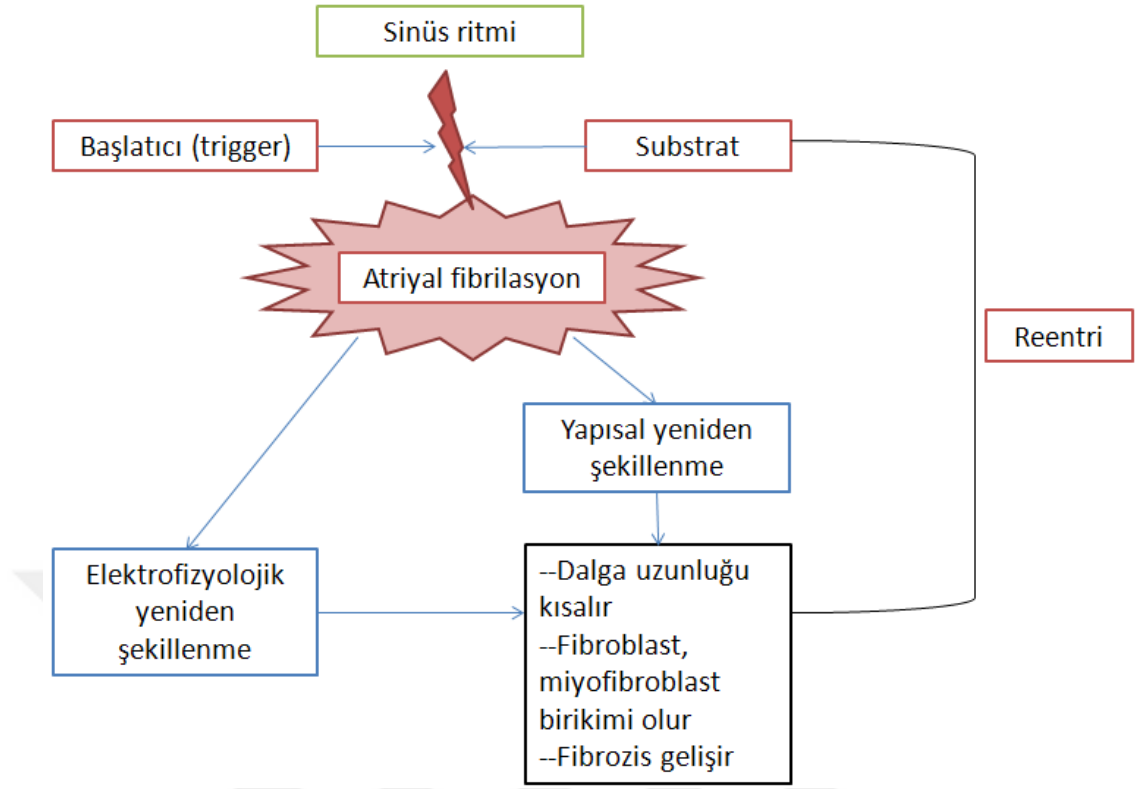 Sinüs ritmi
Başlatıcı (trigger)
Substrat
Atriyal fibrilasyon
Reentri
Yapısal yeniden
şekillenme
Elektrofizyolojik
yeniden
şekillenme
--Dalga uzunluğu
kısalır
--Fibroblast,
miyofibroblast
birikimi olur
--Fibrozis gelişir